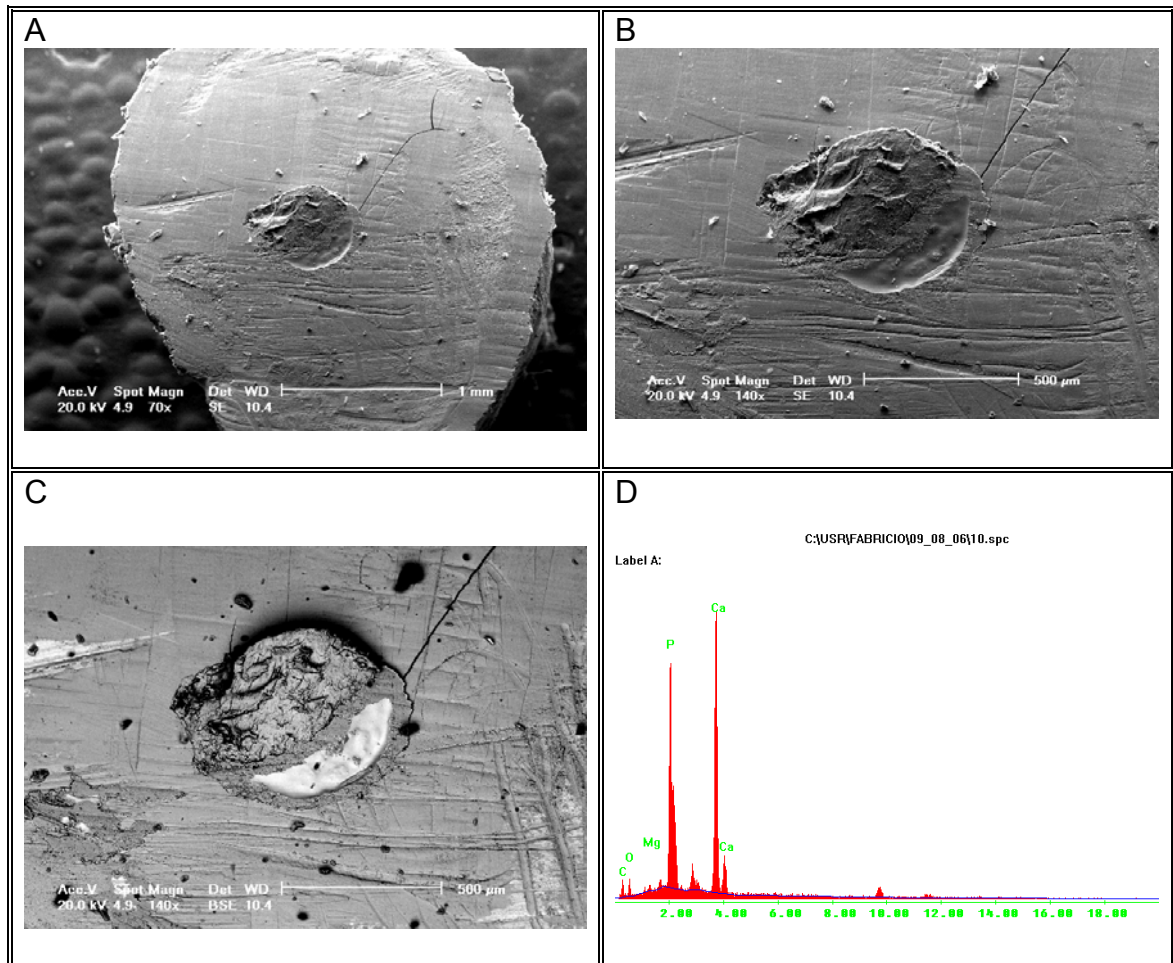 A
Acc.V Spot Magn Det WD 1 mm
20.0 kV 4.9 70x SE 10.4
B
Acc.V Spot Magn Det WD 500 µm
20.0 kV 4.9 140x SE 10.4
C
Acc.V Spot Magn Det WD 500 µm
20.0 kV 4.9 140x BSE 10.4
D
C:\USR\FABRICIO\09_08_06\10.spc
Label A:
Ca
P
Mg
Ca
O
C
2.00 4.00 6.00 8.00 10.00 12.00 14.00 16.00 18.00